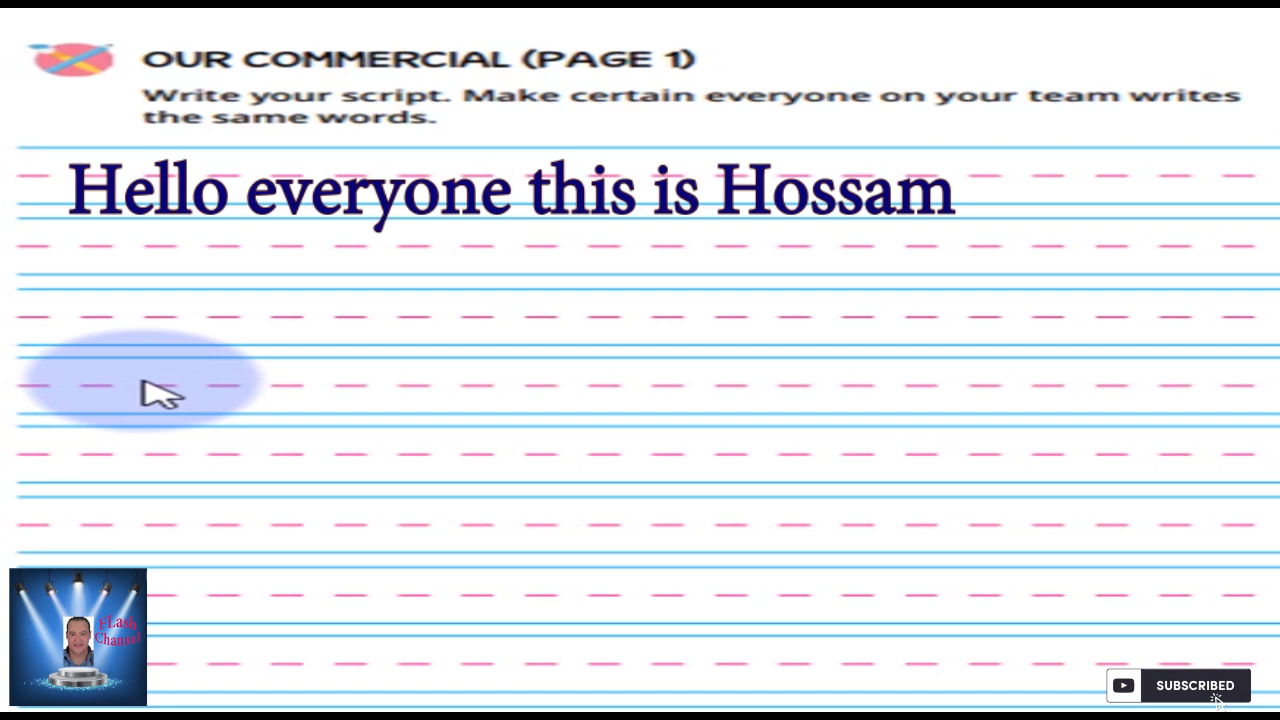 OUR COMMERCIAL (PAGE 1)
Write your script. Make certain everyone on your team writes
the same words.
Hello everyone this is Hossam
FLash
Channel
SUBSCRIBED